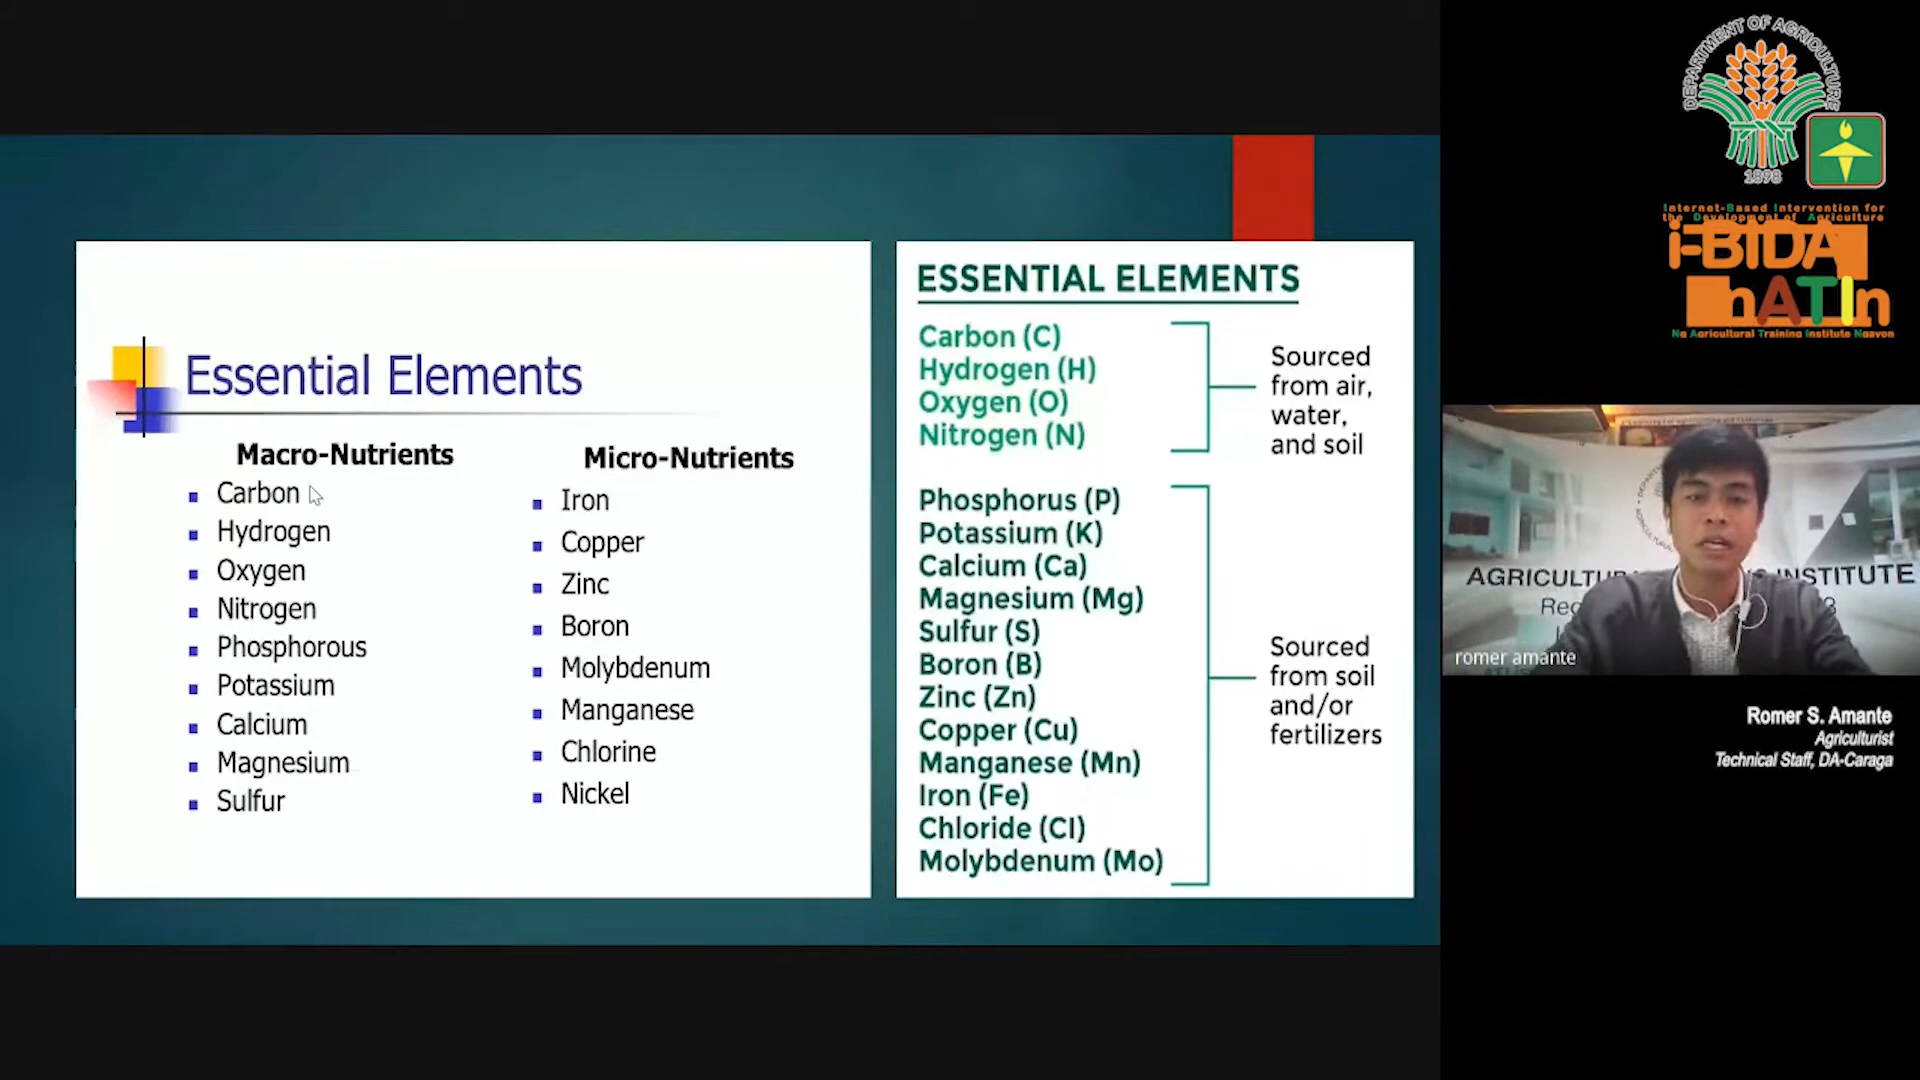 Essential Elements
Macro-Nutrients
Carbon
Hydrogen
Oxygen
Nitrogen
Phosphorous
Potassium
Calcium
Magnesium
Sulfur
Micro-Nutrients
Iron
Copper
Zinc
Boron
Molybdenum
Manganese
Chlorine
Nickel
ESSENTIAL ELEMENTS
Carbon (C)
Hydrogen (H)
Oxygen (O)
Nitrogen (N)
Sourced
from air,
water,
and soil
Phosphorus (P)
Potassium (K)
Calcium (Ca)
Magnesium (Mg)
Sulfur (S)
Boron (B)
Zinc (Zn)
Copper (Cu)
Manganese (Mn)
Iron (Fe)
Chloride (Cl)
Molybdenum (Mo)
Sourced
from soil
and/or
fertilizers
DEPARTMENT OF AGRICULTURE
1898
Internet-Based Intervention for
the Development of Agriculture
i-BIDA
nATIn
Ng Agricultural Training Institute Ngayon
INSTITUTE
romer amante
Romer S. Amante
Agriculturist
Technical Staff, DA-Caraga